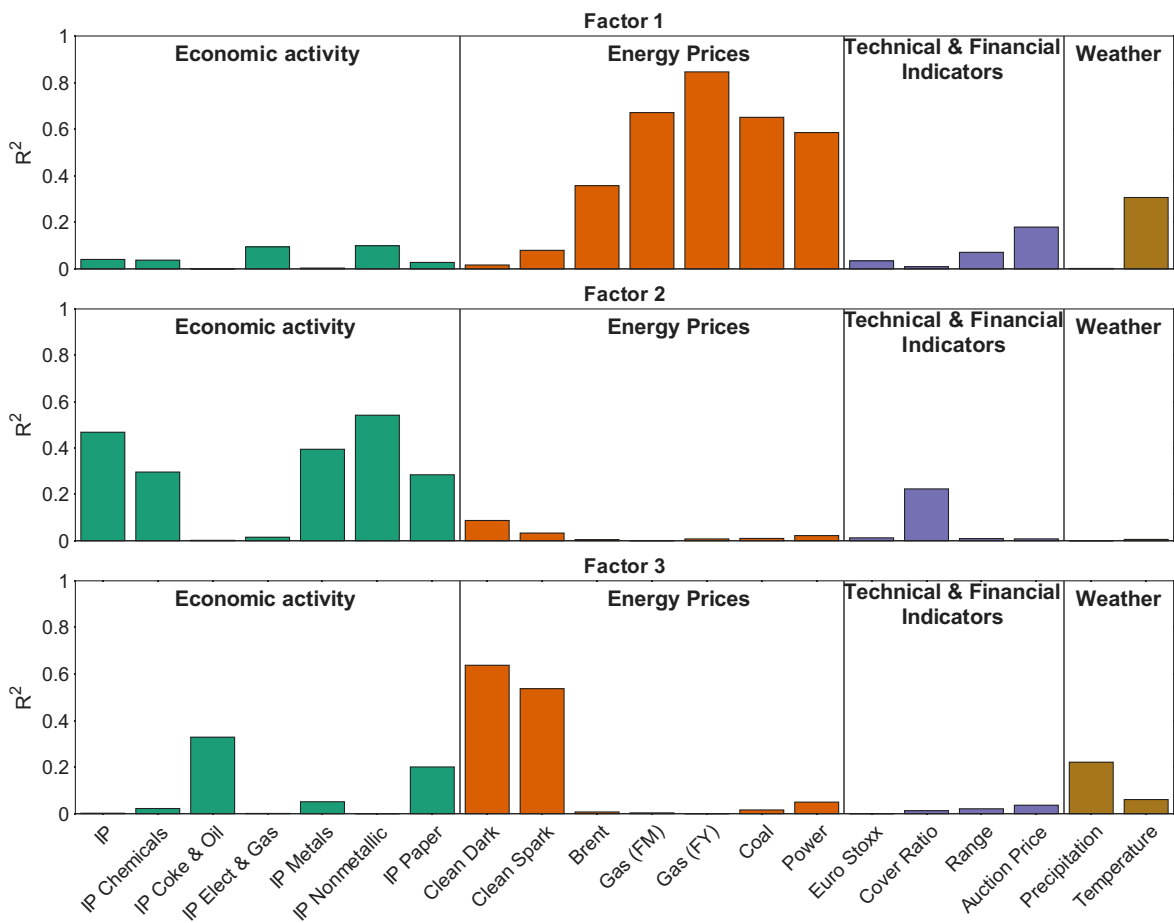 Factor 1
Economic activity
Energy Prices
Technical & Financial
Indicators
Weather
R²
1
0.8
0.6
0.4
0.2
0
Factor 2
Economic activity
Energy Prices
Technical & Financial
Indicators
Weather
R²
1
0.8
0.6
0.4
0.2
0
Factor 3
Economic activity
Energy Prices
Technical & Financial
Indicators
Weather
R²
1
0.8
0.6
0.4
0.2
0
IP
IP Chemicals
IP Coke & Oil
IP Elect & Gas
IP Metals
IP Nonmetallic
IP Paper
Clean Dark
Clean Spark
Brent
Gas (FM)
Gas (FY)
Coal
Power
Euro Stoxx
Cover Ratio
Range
Auction Price
Precipitation
Temperature